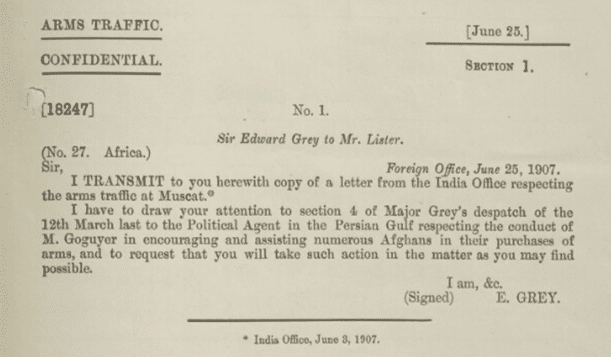 ARMS TRAFFIC.
[June 25.]
CONFIDENTIAL.
SECTION 1.
[18247]
No. 1.
Sir Edward Grey to Mr. Lister.
(No. 27. Africa.)
Sir, Foreign Office, June 25, 1907.
I TRANSMIT to you herewith copy of a letter from the India Office respecting
the arms traffic at Muscat.*
I have to draw your attention to section 4 of Major Grey's despatch of the
12th March last to the Political Agent in the Persian Gulf respecting the conduct of
M. Goguyer in encouraging and assisting numerous Afghans in their purchases of
arms, and to request that you will take such action in the matter as you may find
possible.
I am, &c.
(Signed) E. GREY.
* India Office, June 3, 1907.